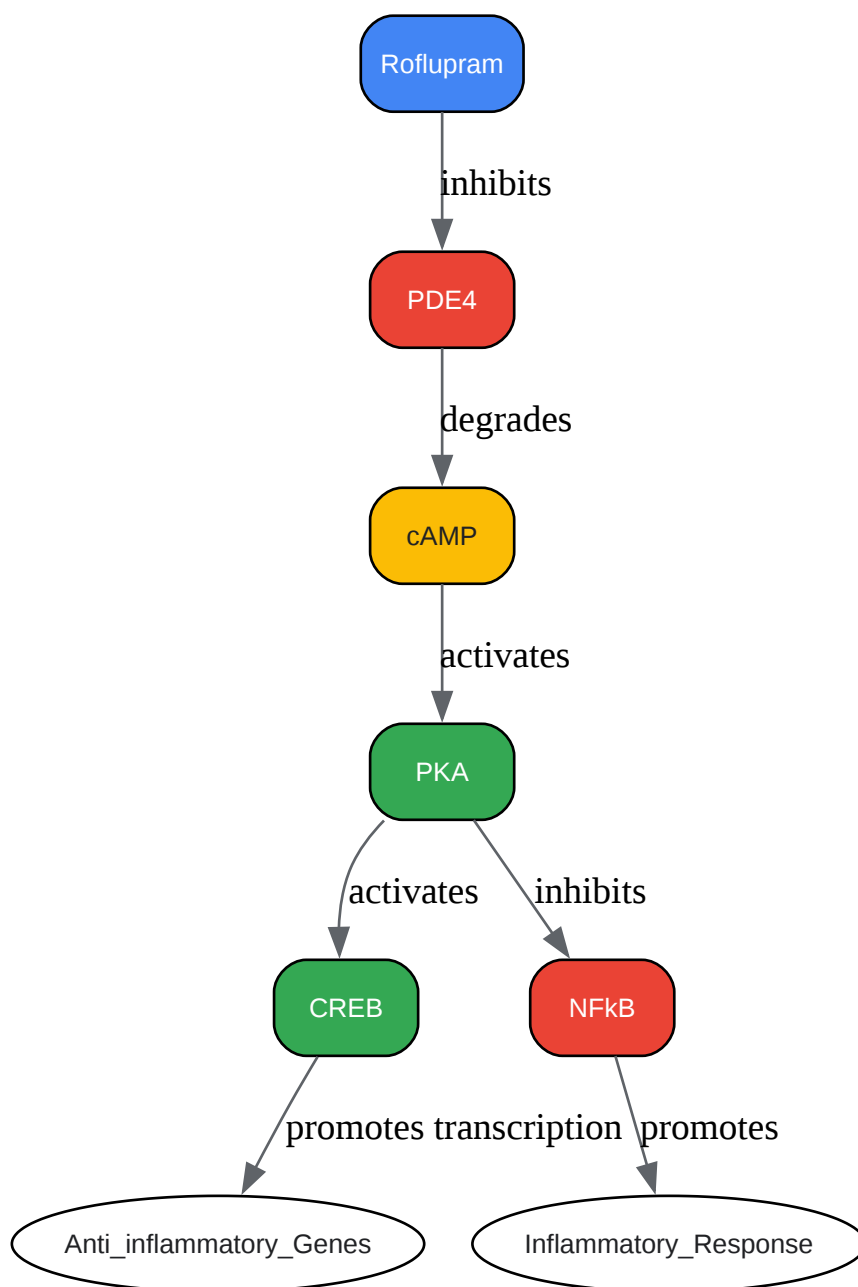 Roflupram
inhibits
PDE4
degrades
cAMP
activates
PKA
activates
inhibits
CREB
NFkB
promotes transcription
promotes
Anti_inflammatory_Genes
Inflammatory_Response